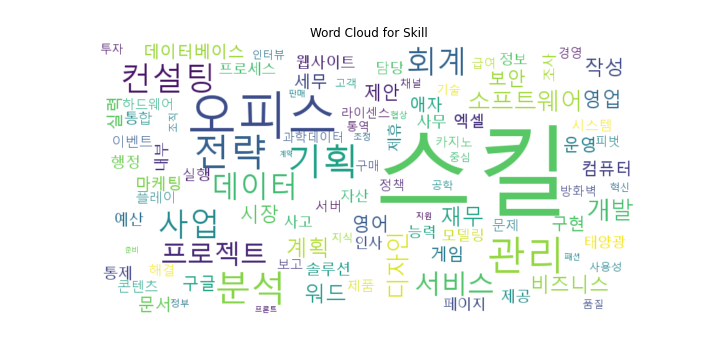 Word Cloud for Skill
투자
데이터베이스
인터뷰
웹사이트
담당
회계
급여
정보
조사
경영
작성
컨설팅
프로세스
세무
고객
채널
제안
기술
보안
영업
하드웨어
실력
통합
조직
오피스
판매
라이센스
협상
애자
소프트웨어
이벤트
내부
과학데이터
통역
조정
제휴
사무
엑셀
스킬
시스템
운영
피벗
행정
전략
계약
기획
구매
카지노
중심
컴퓨터
마케팅
실행
데이터
정책
공학
방화벽
혁신
플레이
자산
서버
개발
예산
사업
시장
사고
영어
지원
재무
문제
구현
준비
프로젝트
계획
지식
인사
능력
모델링
디자인
게임
관리
태양광
패션
통제
해결
보고
솔루션
사용성
콘텐츠
구글
분석
워드
제품
서비스
비즈니스
문서
정부
프론트
페이지
제공
품질